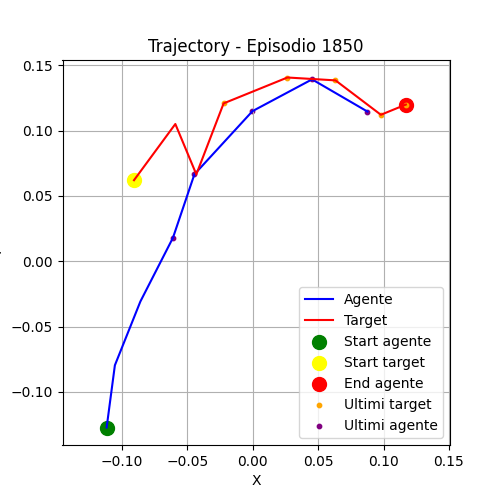 Trajectory - Episodio 1850
0.15
0.10
0.05
0.00
−0.05
−0.10
−0.10
−0.05
0.00
0.05
0.10
0.15
X
Agente
Target
Start agente
Start target
End agente
Ultimi target
Ultimi agente